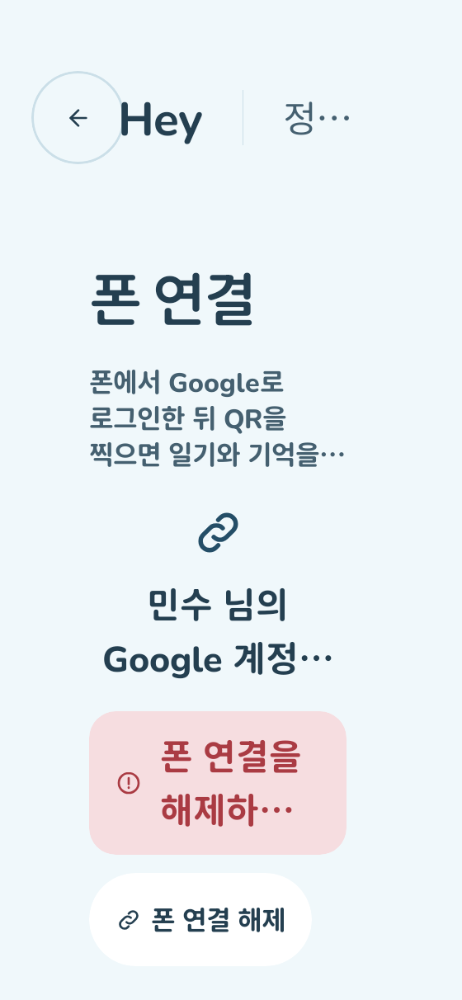 Hey
정…
폰 연결
폰에서 Google로
로그인한 뒤 QR을
찍으면 일기와 기억을…
민수 님의
Google 계정…
폰 연결을
해제하…
폰 연결 해제